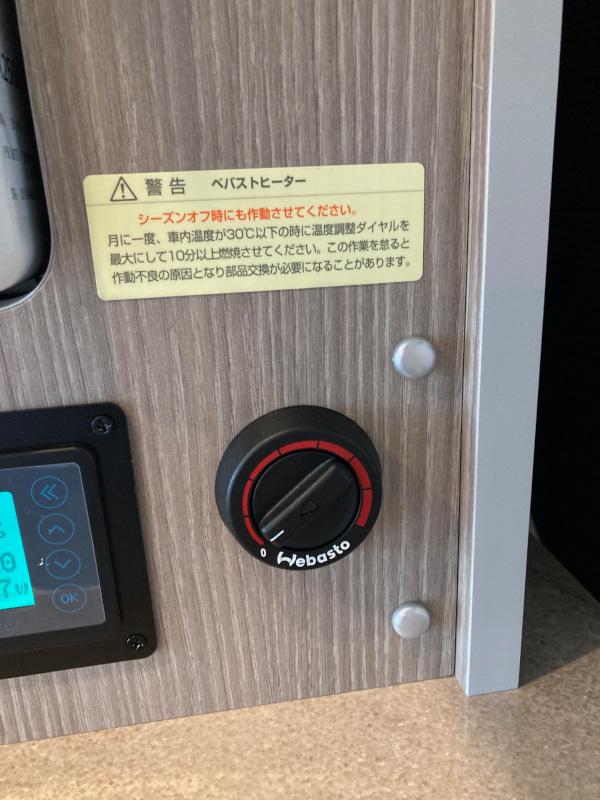 警告 ベバストヒーター
シーズンオフ時にも作動させてください。
月に一度、車内温度が30℃以下の時に温度調整ダイヤルを
最大にして10分以上燃焼させてください。この作業を怠ると
作動不良の原因となり部品交換が必要になることがあります。
0 Webasto
OK